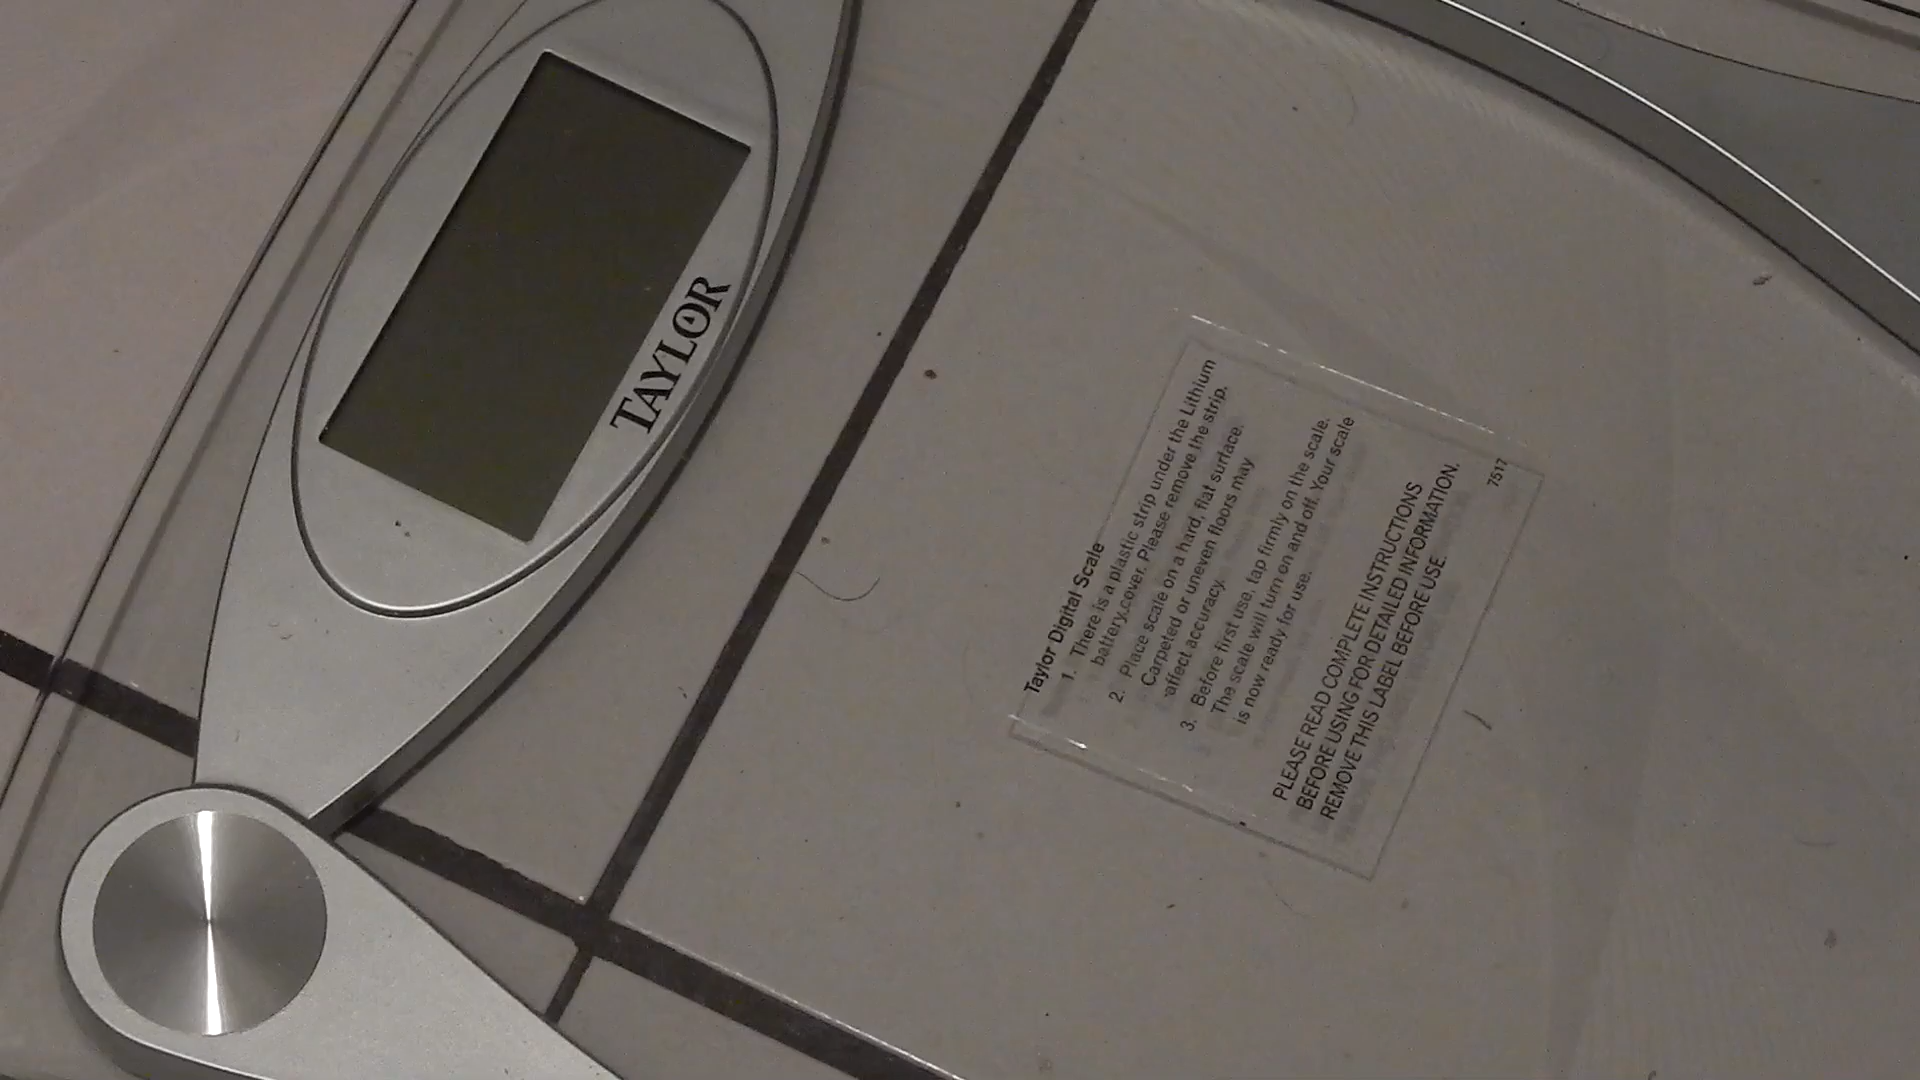 TAYLOR
Taylor Digital Scale
1. There is a plastic strip under the Lithium
battery cover. Please remove the strip.
2. Place scale on a hard, flat surface.
Carpeted or uneven floors may
affect accuracy.
3. Before first use, tap firmly on the scale.
The scale will turn on and off. Your scale
is now ready for use.
PLEASE READ COMPLETE INSTRUCTIONS
BEFORE USING FOR DETAILED INFORMATION.
REMOVE THIS LABEL BEFORE USE.
7517